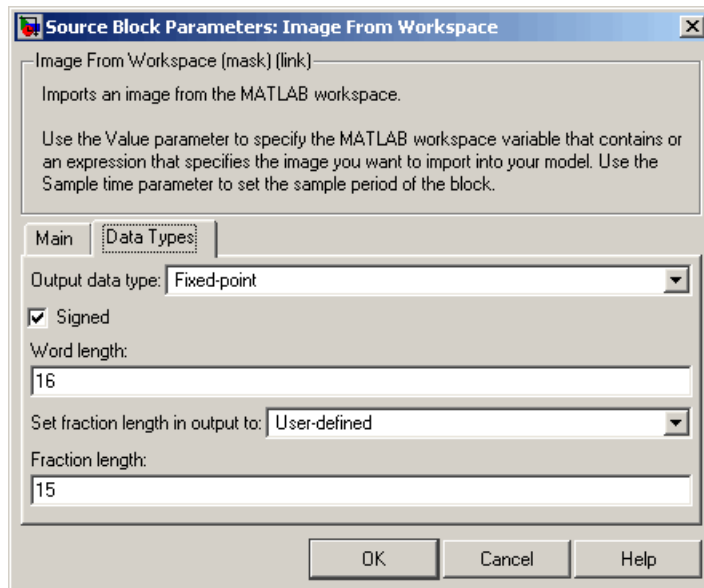 Source Block Parameters: Image From Workspace
Image From Workspace (mask) (link)
Imports an image from the MATLAB workspace.
Use the Value parameter to specify the MATLAB workspace variable that contains or
an expression that specifies the image you want to import into your model. Use the
Sample time parameter to set the sample period of the block.
Main Data Types
Output data type: Fixed-point
Signed
Word length:
16
Set fraction length in output to: User-defined
Fraction length:
15
OK Cancel Help